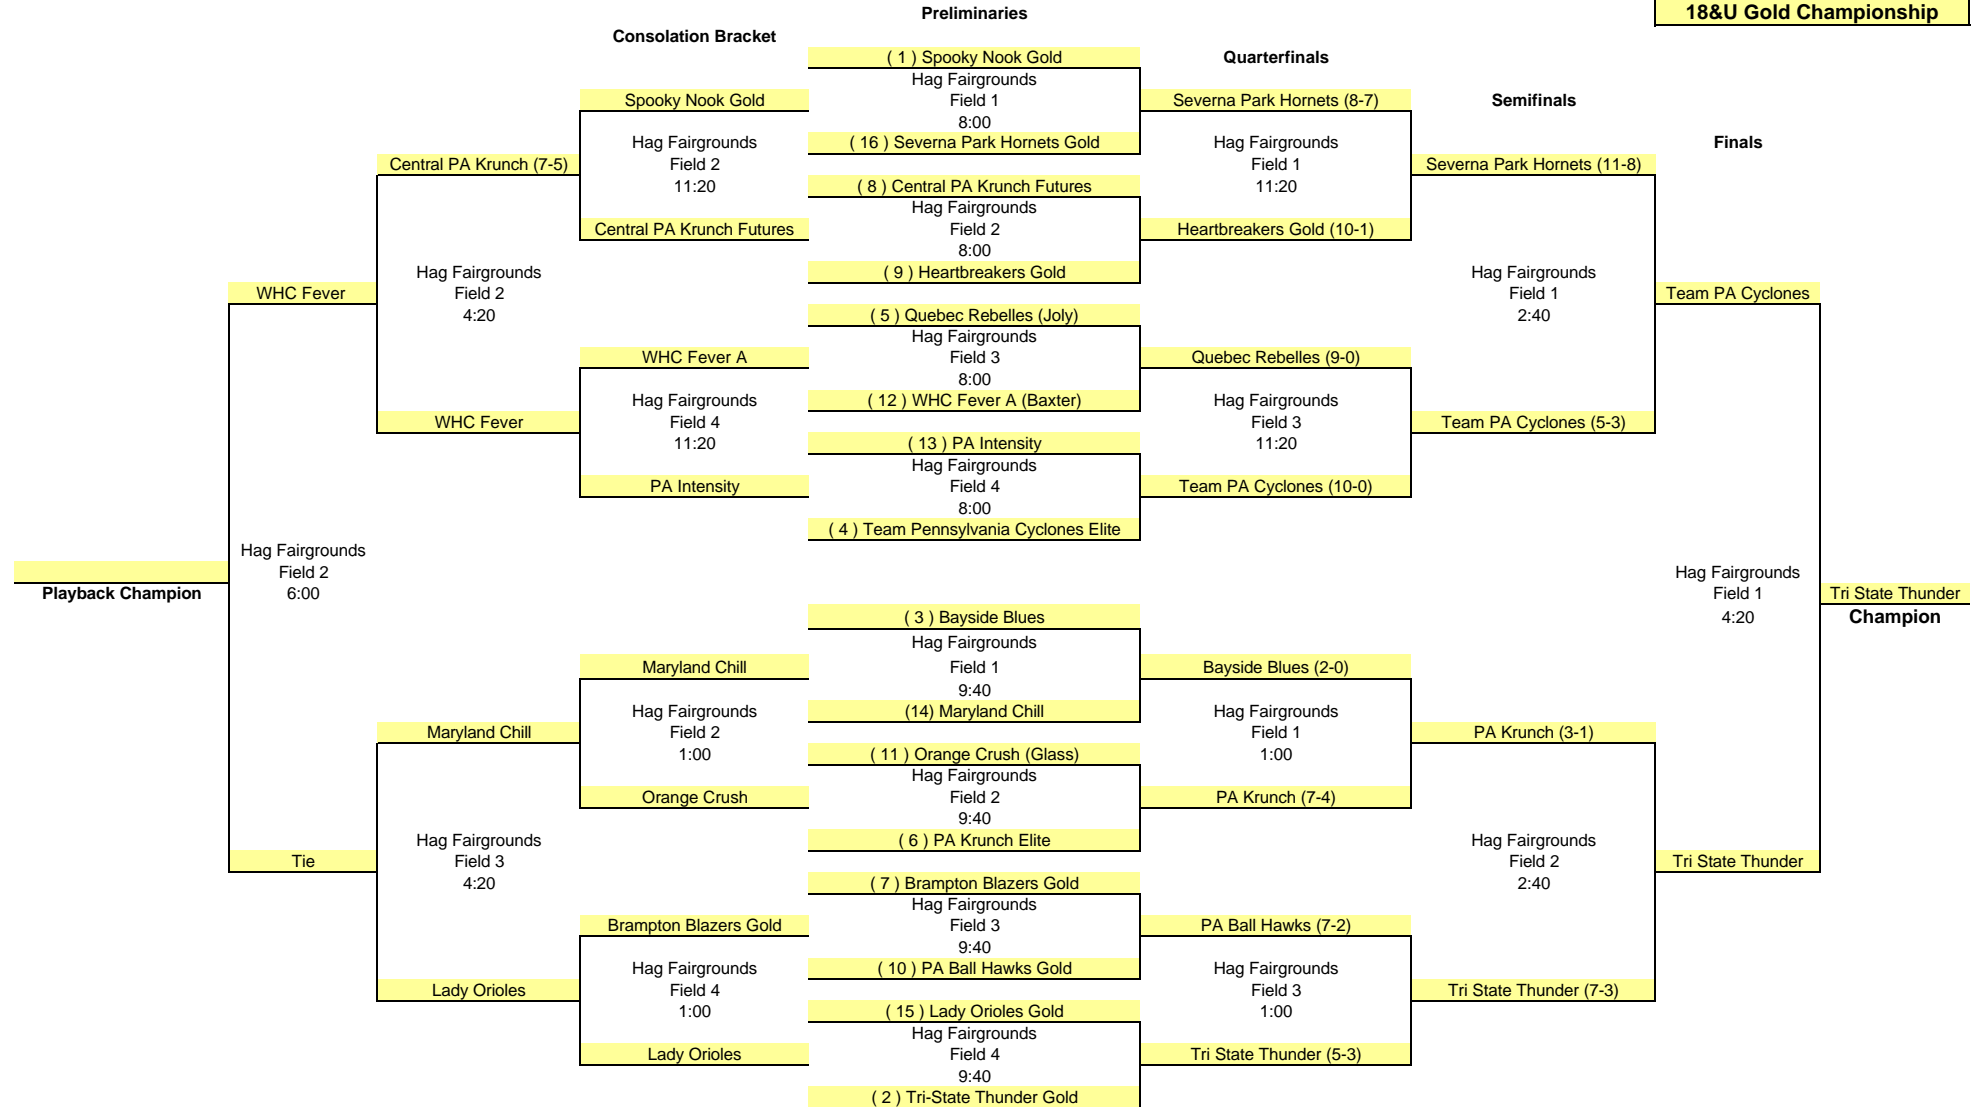 Preliminaries
18&U Gold Championship
Consolation Bracket
( 1 ) Spooky Nook Gold
Quarterfinals
Hag Fairgrounds
Spooky Nook Gold
Field 1
Severna Park Hornets (8-7)
Semifinals
8:00
Hag Fairgrounds
( 16 ) Severna Park Hornets Gold
Hag Fairgrounds
Finals
Central PA Krunch (7-5)
Field 2
Field 1
Severna Park Hornets (11-8)
11:20
( 8 ) Central PA Krunch Futures
11:20
Hag Fairgrounds
Central PA Krunch Futures
Field 2
Heartbreakers Gold (10-1)
8:00
Hag Fairgrounds
( 9 ) Heartbreakers Gold
Hag Fairgrounds
WHC Fever
Field 2
Field 1
Team PA Cyclones
4:20
( 5 ) Quebec Rebelles (Joly)
2:40
Hag Fairgrounds
WHC Fever A
Field 3
Quebec Rebelles (9-0)
8:00
Hag Fairgrounds
( 12 ) WHC Fever A (Baxter)
Hag Fairgrounds
WHC Fever
Field 4
Field 3
Team PA Cyclones (5-3)
11:20
( 13 ) PA Intensity
11:20
Hag Fairgrounds
PA Intensity
Field 4
Team PA Cyclones (10-0)
8:00
( 4 ) Team Pennsylvania Cyclones Elite
Hag Fairgrounds
Field 2
Hag Fairgrounds
Playback Champion
6:00
Field 1
Tri State Thunder
( 3 ) Bayside Blues
4:20
Champion
Hag Fairgrounds
Maryland Chill
Field 1
Bayside Blues (2-0)
9:40
Hag Fairgrounds
(14) Maryland Chill
Hag Fairgrounds
Maryland Chill
Field 2
Field 1
PA Krunch (3-1)
1:00
( 11 ) Orange Crush (Glass)
1:00
Hag Fairgrounds
Orange Crush
Field 2
PA Krunch (7-4)
9:40
Hag Fairgrounds
( 6 ) PA Krunch Elite
Hag Fairgrounds
Tie
Field 3
Field 2
Tri State Thunder
4:20
( 7 ) Brampton Blazers Gold
2:40
Hag Fairgrounds
Brampton Blazers Gold
Field 3
PA Ball Hawks (7-2)
9:40
Hag Fairgrounds
( 10 ) PA Ball Hawks Gold
Hag Fairgrounds
Lady Orioles
Field 4
Field 3
Tri State Thunder (7-3)
1:00
( 15 ) Lady Orioles Gold
1:00
Hag Fairgrounds
Lady Orioles
Field 4
Tri State Thunder (5-3)
9:40
( 2 ) Tri-State Thunder Gold